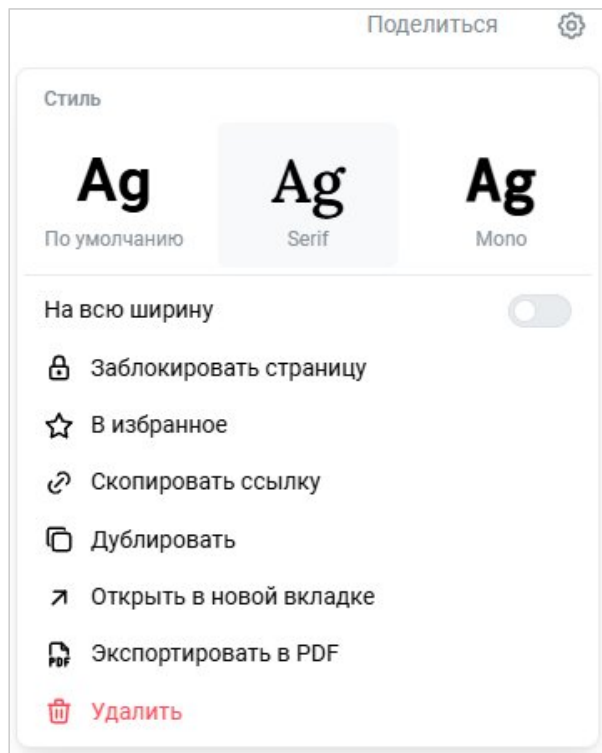 Поделиться
Стиль
Ag Ag Ag
По умолчанию Serif Mono
На всю ширину
Заблокировать страницу
В избранное
Скопировать ссылку
Дублировать
Открыть в новой вкладке
PDF Экспортировать в PDF
Удалить